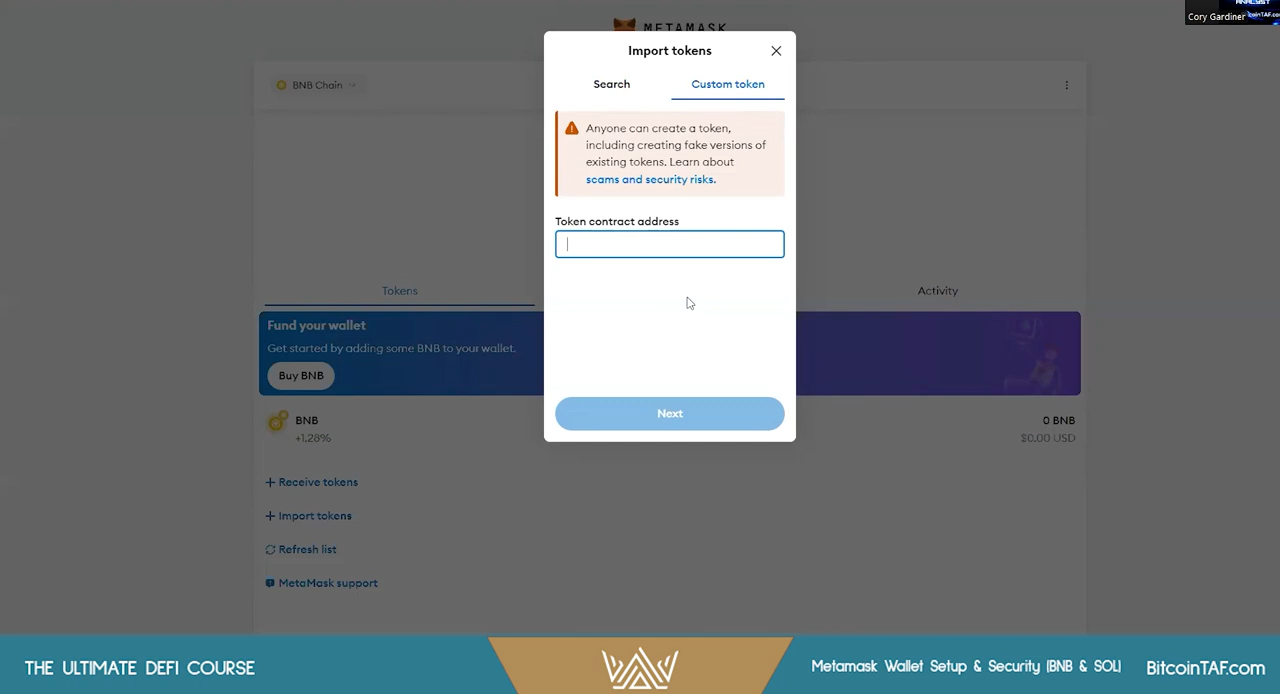 ANALYST
Cory Gardiner
METAMASK
Import tokens
Search
Custom token
BNB Chain
Anyone can create a token,
including creating fake versions of
existing tokens. Learn about
scams and security risks.
Token contract address
Tokens
Activity
Fund your wallet
Get started by adding some BNB to your wallet.
Buy BNB
Next
BNB
0 BNB
+1.28%
$0.00 USD
Receive tokens
Import tokens
Refresh list
MetaMask support
THE ULTIMATE DEFI COURSE
Metamask Wallet Setup & Security (BNB & SOL)
BitcoinTAF.com